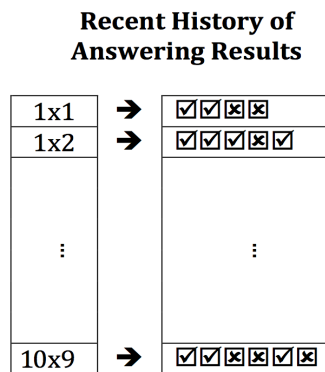 Recent History of
Answering Results
1x1 ➔ ☑☑☒☒
1x2 ➔ ☑☑☑☒☑
⋮ ⋮
10x9 ➔ ☑☑☒☒☑☒